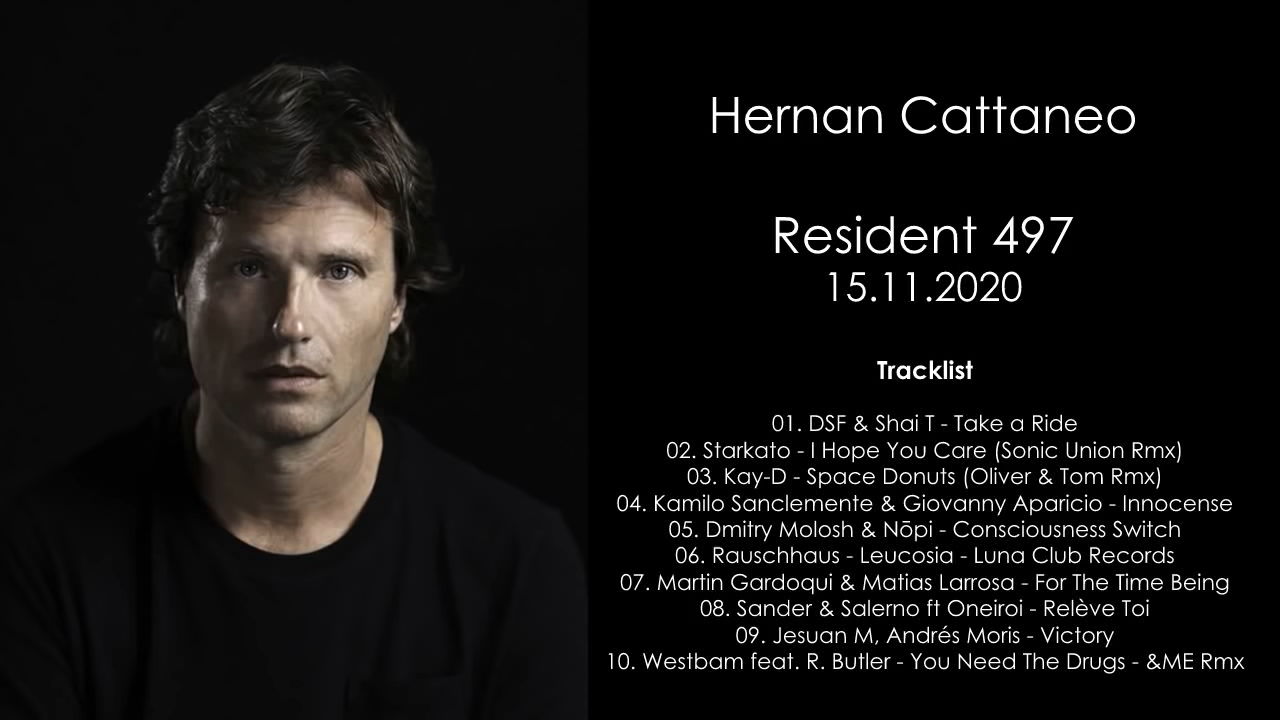 Hernan Cattaneo
Resident 497
15.11.2020
Tracklist
01. DSF & Shai T - Take a Ride
02. Starkato - I Hope You Care (Sonic Union Rmx)
03. Kay-D - Space Donuts (Oliver & Tom Rmx)
04. Kamilo Sanclemente & Giovanny Aparicio - Innocense
05. Dmitry Molosh & Nōpi - Consciousness Switch
06. Rauschhaus - Leucosia - Luna Club Records
07. Martin Gardoqui & Matias Larrosa - For The Time Being
08. Sander & Salerno ft Oneiroi - Relève Toi
09. Jesuan M, Andrés Moris - Victory
10. Westbam feat. R. Butler - You Need The Drugs - &ME Rmx